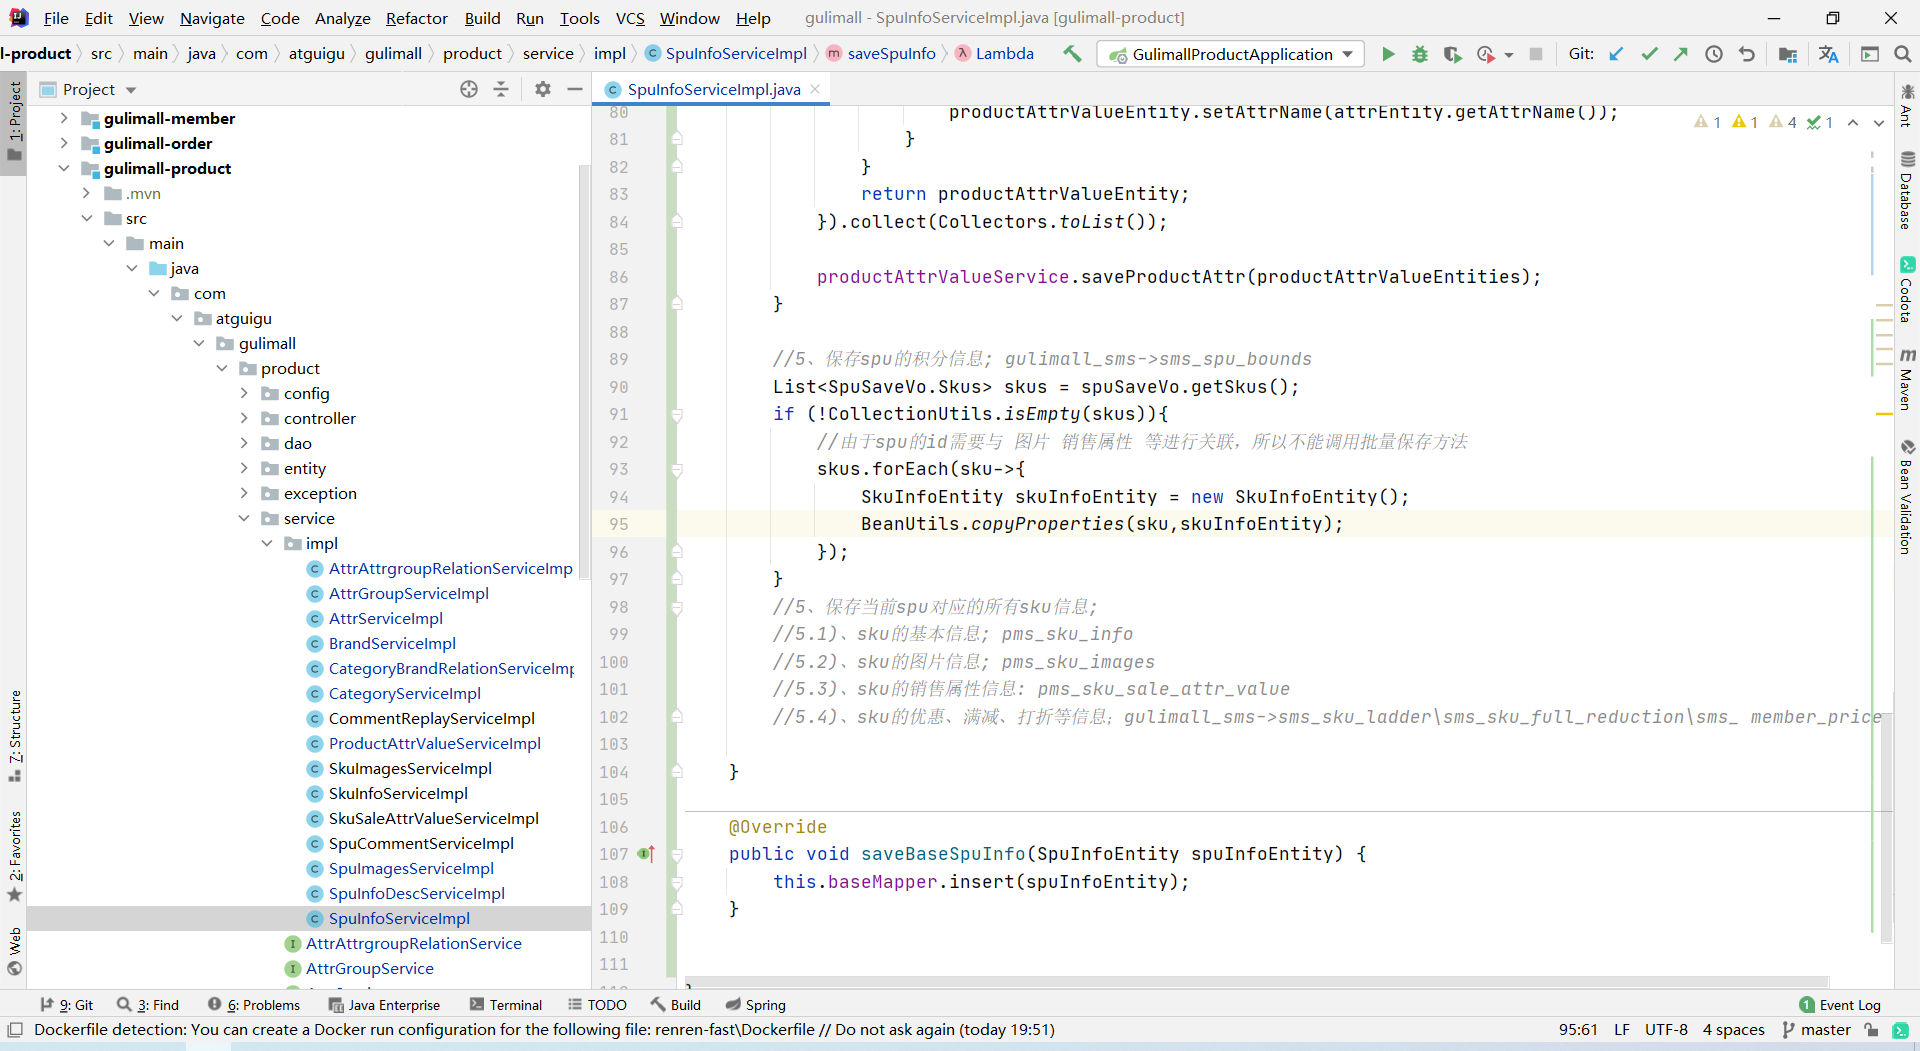 File Edit View Navigate Code Analyze Refactor Build Run Tools VCS Window Help gulimall - SpuInfoServiceImpl.java [gulimall-product]
l-product src main java com atguigu gulimall product service impl SpuInfoServiceImpl saveSpuInfo Lambda GulimallProductApplication Git:
Project
SpuInfoServiceImpl.java
gulimall-member
gulimall-order
gulimall-product
.mvn
src
main
java
com
atguigu
gulimall
product
config
controller
dao
entity
exception
service
impl
AttrAttrgroupRelationServiceImp
AttrGroupServiceImpl
AttrServiceImpl
BrandServiceImpl
CategoryBrandRelationServiceImp
CategoryServiceImpl
CommentReplayServiceImpl
ProductAttrValueServiceImpl
SkuImagesServiceImpl
SkuInfoServiceImpl
SkuSaleAttrValueServiceImpl
SpuCommentServiceImpl
SpuImagesServiceImpl
SpuInfoDescServiceImpl
SpuInfoServiceImpl
AttrAttrgroupRelationService
AttrGroupService
1: Project
7: Structure
2: Favorites
Web
80 productAttrValueEntity.setAttrName(attrEntity.getAttrName());
1 1 4 1
81 }
82 }
83 return productAttrValueEntity;
84 }).collect(Collectors.toList());
85
86 productAttrValueService.saveProductAttr(productAttrValueEntities);
87 }
88
89 //5、保存spu的积分信息; gulimall_sms->sms_spu_bounds
90 List<SpuSaveVo.Skus> skus = spuSaveVo.getSkus();
91 if (!CollectionUtils.isEmpty(skus)){
92 //由于spu的id需要与 图片 销售属性 等进行关联，所以不能调用批量保存方法
93 skus.forEach(sku->{
94 SkuInfoEntity skuInfoEntity = new SkuInfoEntity();
95 BeanUtils.copyProperties(sku,skuInfoEntity);
96 });
97 }
98 //5、保存当前spu对应的所有sku信息;
99 //5.1)、sku的基本信息; pms_sku_info
100 //5.2)、sku的图片信息; pms_sku_images
101 //5.3)、sku的销售属性信息: pms_sku_sale_attr_value
102 //5.4)、sku的优惠、满减、打折等信息; gulimall_sms->sms_sku_ladder\sms_sku_full_reduction\sms_ member_price
103
104 }
105
106 @Override
107 public void saveBaseSpuInfo(SpuInfoEntity spuInfoEntity) {
108 this.baseMapper.insert(spuInfoEntity);
109 }
110
111
Ant
Database
Codota
Maven
Bean Validation
9: Git 3: Find 6: Problems Java Enterprise Terminal TODO Build Spring 1 Event Log
Dockerfile detection: You can create a Docker run configuration for the following file: renren-fast\Dockerfile // Do not ask again (today 19:51) 95:61 LF UTF-8 4 spaces master